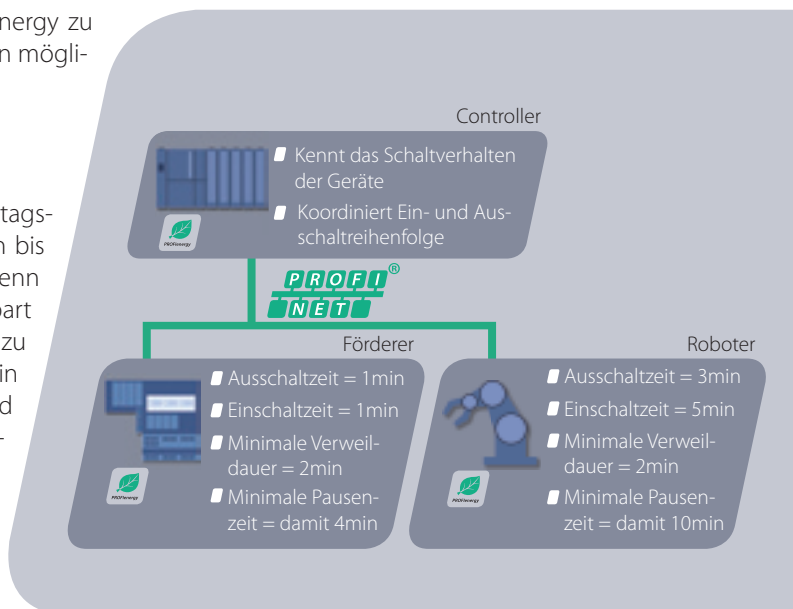 nergy zu
n mögli-
tags-
n bis
enn
art
zu
in
d
-
Controller
Kennt das Schaltverhalten
der Geräte
Koordiniert Ein- und Aus-
schaltreihenfolge
PROFIenergy
PROFI®
NET
Förderer
Ausschaltzeit = 1min
Einschaltzeit = 1min
Minimale Verweil-
dauer = 2min
Minimale Pausen-
zeit = damit 4min
PROFIenergy
Roboter
Ausschaltzeit = 3min
Einschaltzeit = 5min
Minimale Verweil-
dauer = 2min
Minimale Pausen-
zeit = damit 10min
PROFIenergy